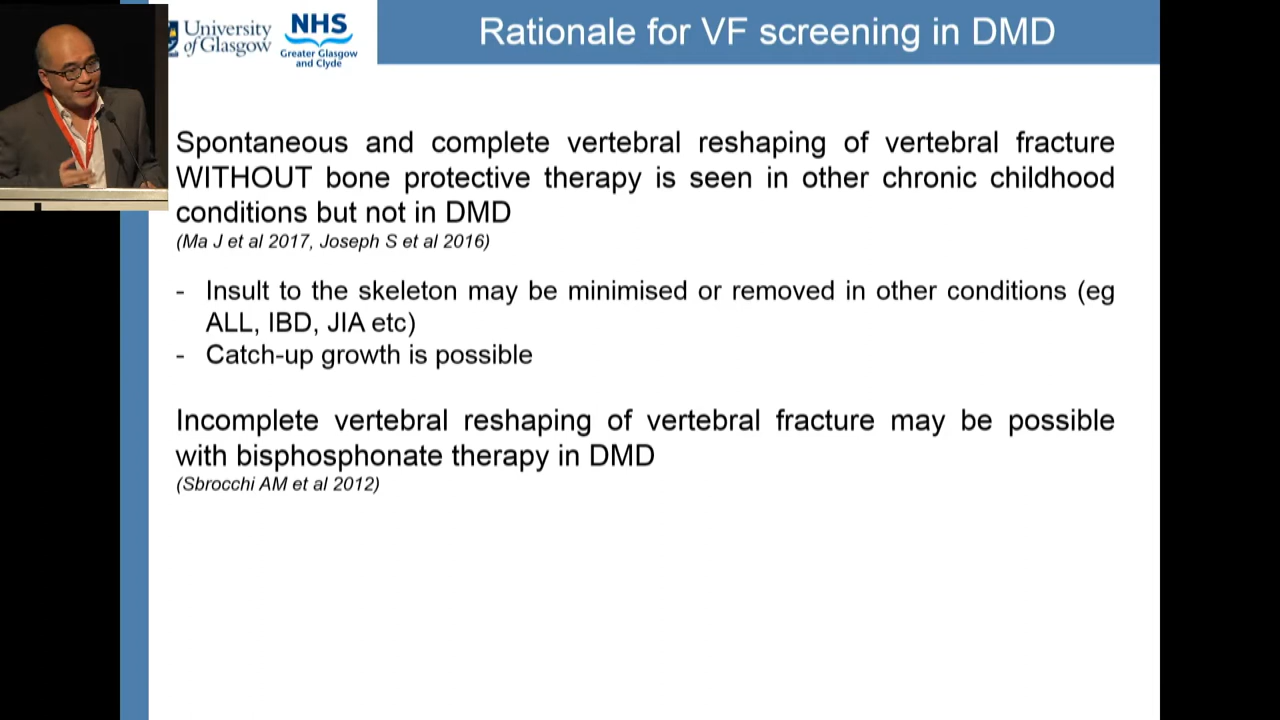 University
of Glasgow
NHS
Greater Glasgow
and Clyde
Rationale for VF screening in DMD
Spontaneous and complete vertebral reshaping of vertebral fracture
WITHOUT bone protective therapy is seen in other chronic childhood
conditions but not in DMD
(Ma J et al 2017, Joseph S et al 2016)
- Insult to the skeleton may be minimised or removed in other conditions (eg
ALL, IBD, JIA etc)
- Catch-up growth is possible
Incomplete vertebral reshaping of vertebral fracture may be possible
with bisphosphonate therapy in DMD
(Sbrocchi AM et al 2012)